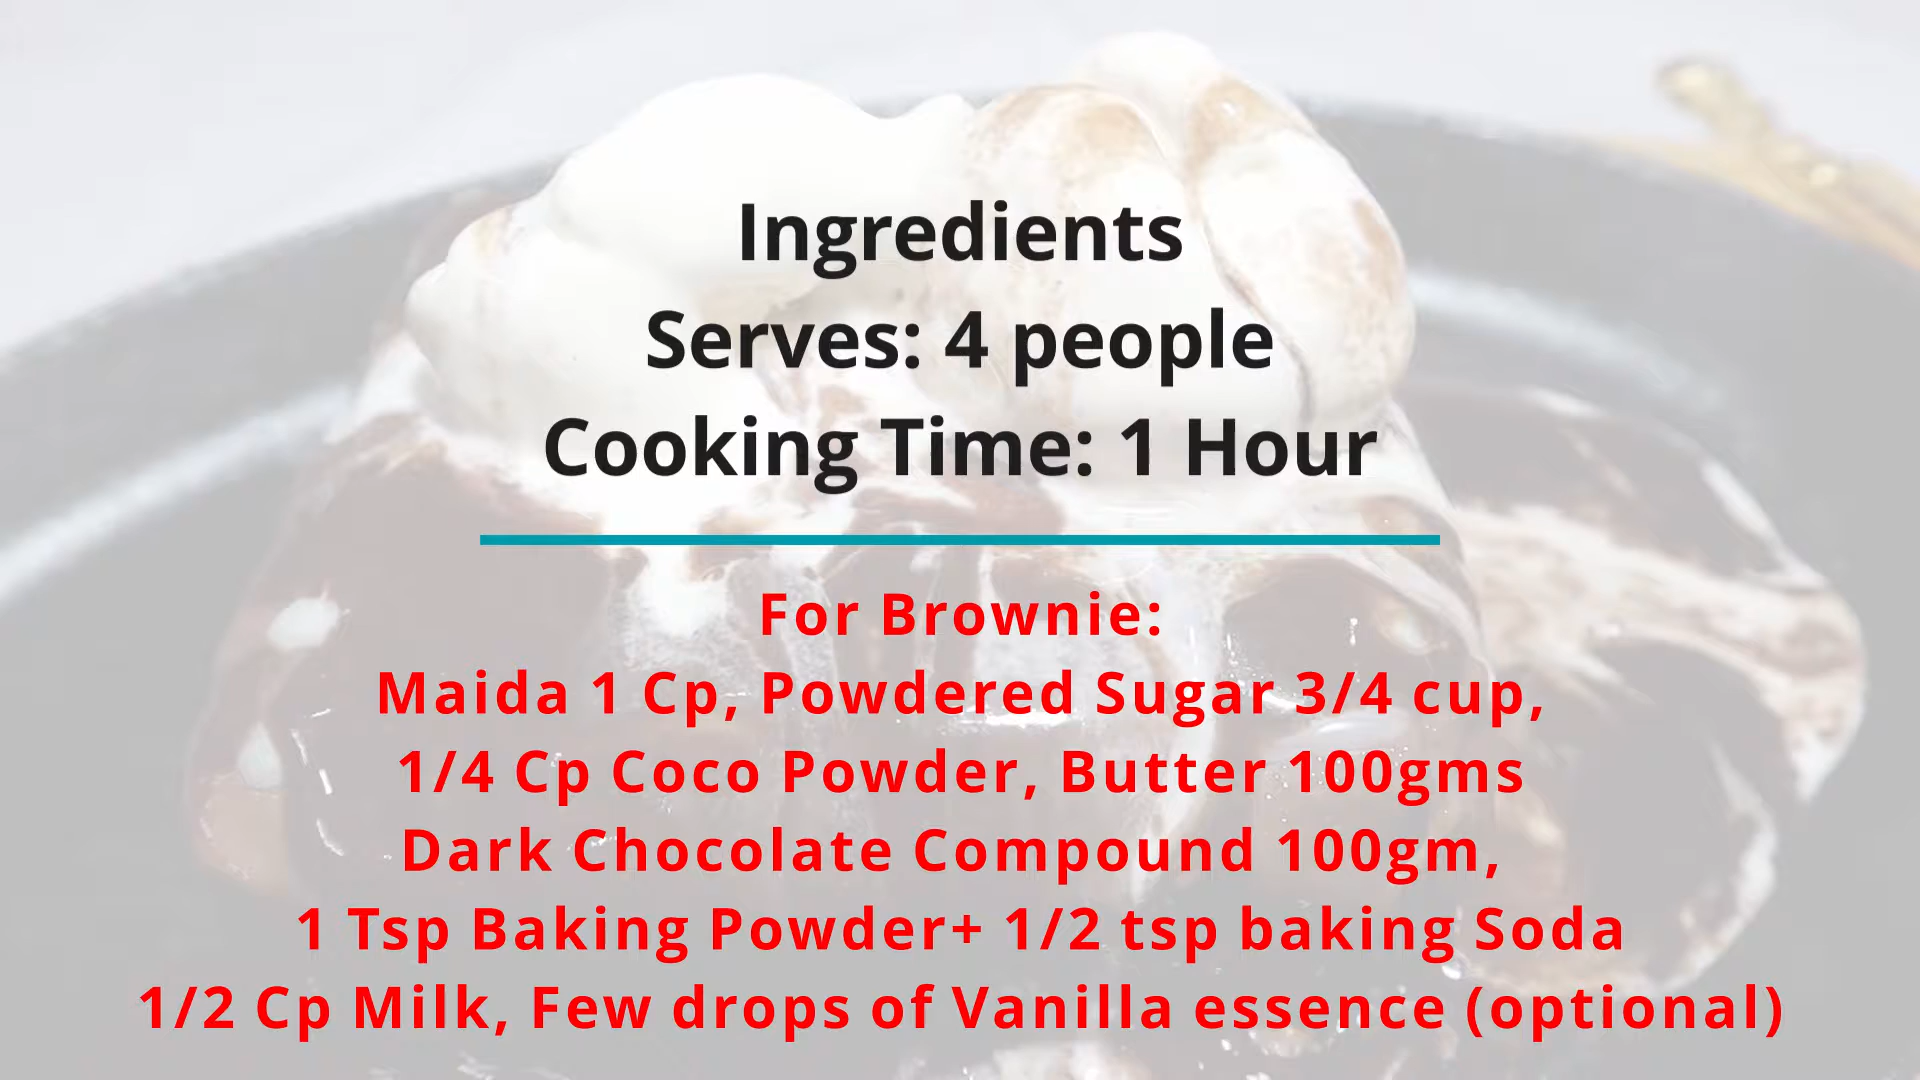 Ingredients
Serves: 4 people
Cooking Time: 1 Hour
For Brownie:
Maida 1 Cp, Powdered Sugar 3/4 cup,
1/4 Cp Coco Powder, Butter 100gms
Dark Chocolate Compound 100gm,
1 Tsp Baking Powder+ 1/2 tsp baking Soda
1/2 Cp Milk, Few drops of Vanilla essence (optional)